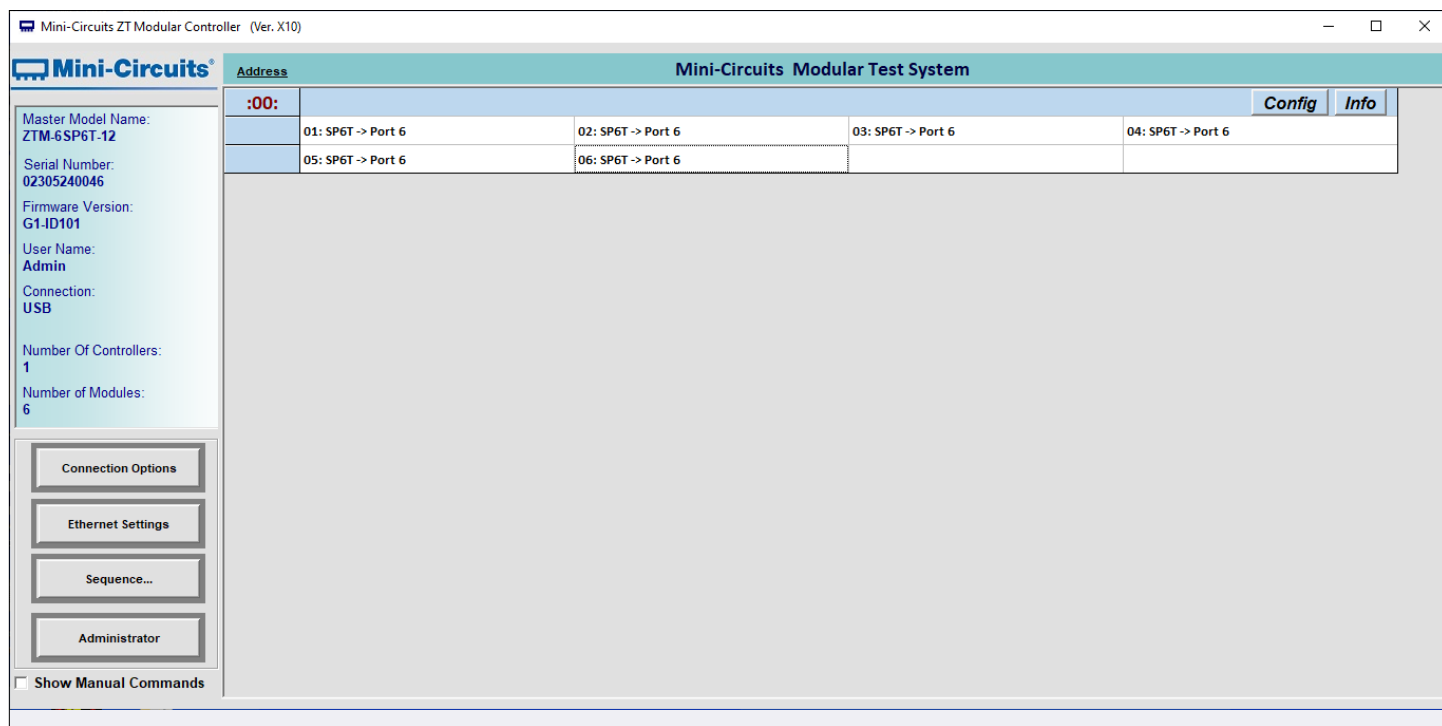 Mini-Circuits ZT Modular Controller (Ver. X10)
Mini-Circuits®
Address
Mini-Circuits Modular Test System
:00:
Config
Info
01: SP6T -> Port 6
02: SP6T -> Port 6
03: SP6T -> Port 6
04: SP6T -> Port 6
05: SP6T -> Port 6
06: SP6T -> Port 6
Master Model Name:
ZTM-6SP6T-12
Serial Number:
02305240046
Firmware Version:
G1-ID101
User Name:
Admin
Connection:
USB
Number Of Controllers:
1
Number of Modules:
6
Connection Options
Ethernet Settings
Sequence...
Administrator
Show Manual Commands